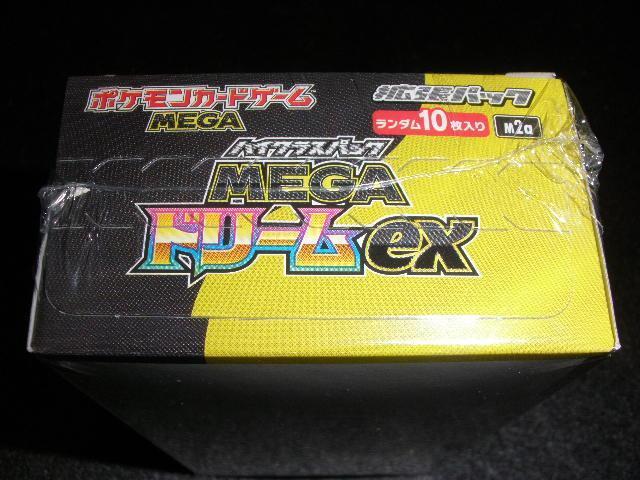 ポケモンカードゲーム
MEGA
拡張パック
ランダム10枚入り
M2a
ハイクラスパック
MEGA
ドリームex